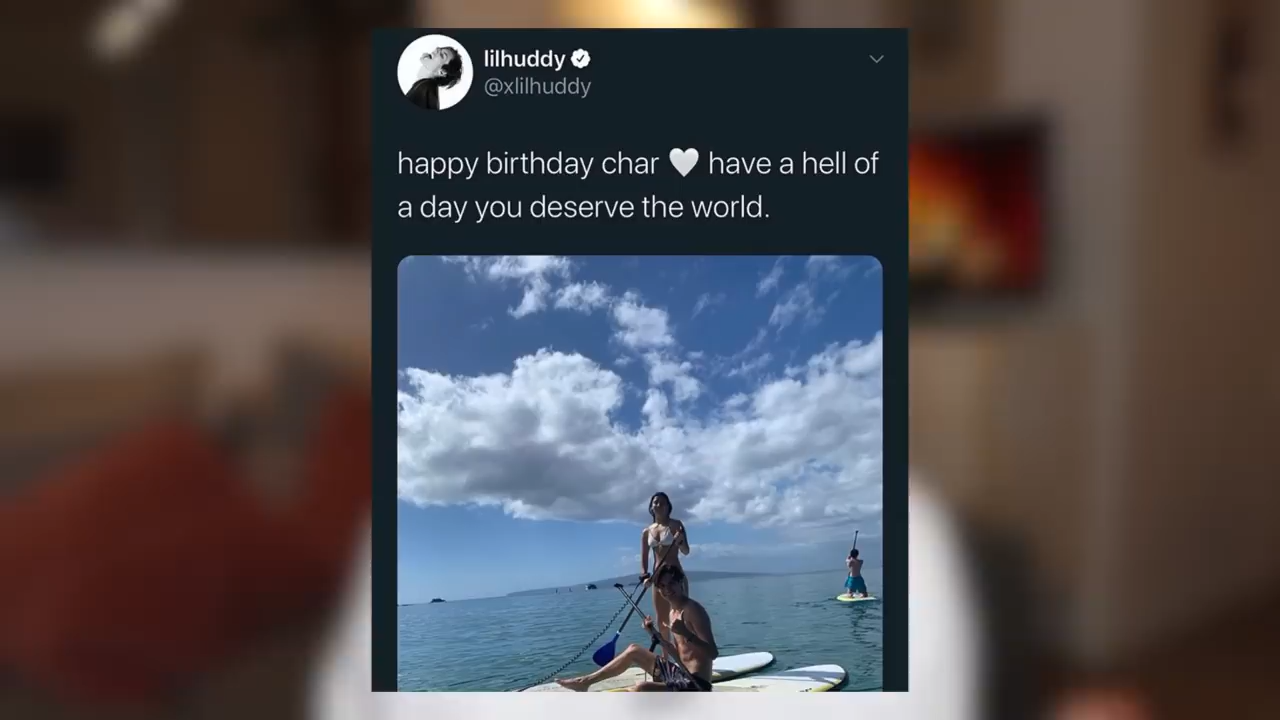 lilhuddy
@xlilhuddy
happy birthday char 🤍 have a hell of
a day you deserve the world.